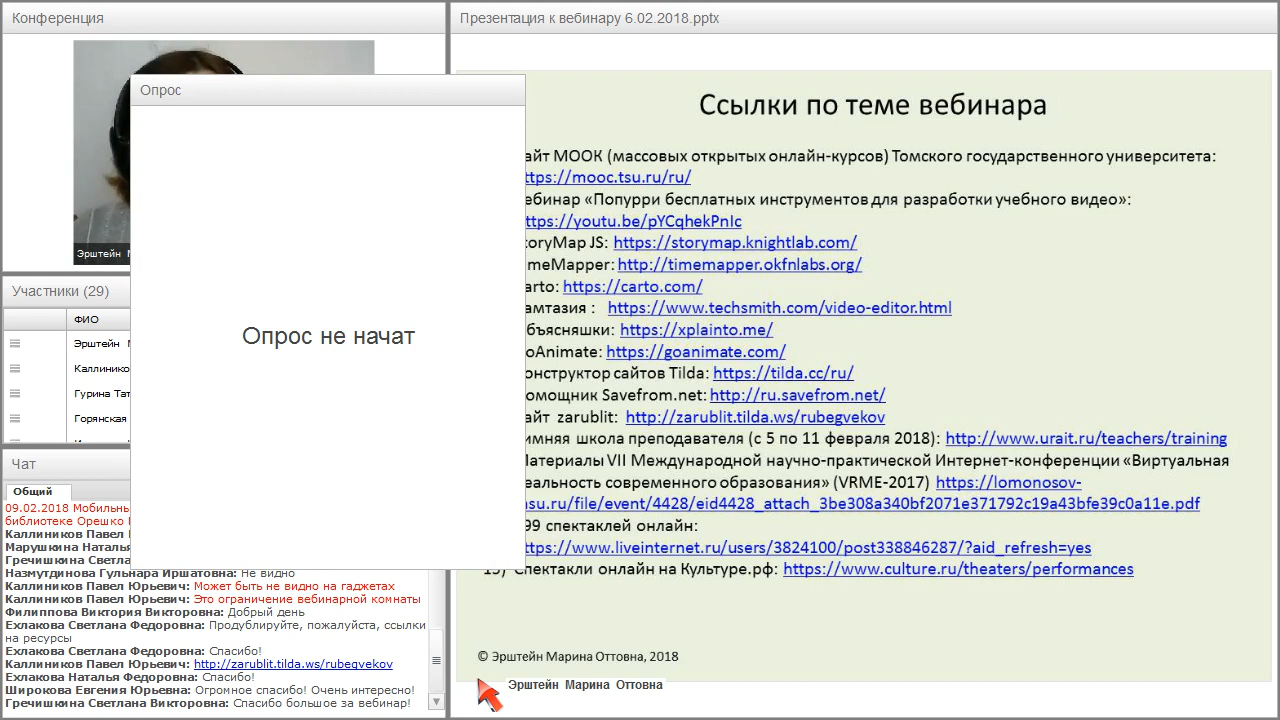 Конференция
Эрштейн М
Участники (29)
ФИО
Эрштейн М
Каллинико
Гурина Тат
Горянская
Чат
Общий
09.02.2018 Мобильн
библиотеке Орешко
Каллиников Павел
Марушкина Наталья
Гречишкина Светла
Назмутдинова Гульнара Иршатовна: Не видно
Каллиников Павел Юрьевич: Может быть не видно на гаджетах
Каллиников Павел Юрьевич: Это ограничение вебинарной комнаты
Филиппова Виктория Викторовна: Добрый день
Ехлакова Светлана Федоровна: Продублируйте, пожалуйста, ссылки
на ресурсы
Ехлакова Светлана Федоровна: Спасибо!
Каллиников Павел Юрьевич: http://zarublit.tilda.ws/rubegvekov
Ехлакова Наталья Федоровна: Спасибо!
Широкова Евгения Юрьевна: Огромное спасибо! Очень интересно!
Гречишкина Светлана Викторовна: Спасибо большое за вебинар!
Опрос
Опрос не начат
Презентация к вебинару 6.02.2018.pptx
Ссылки по теме вебинара
айт МООК (массовых открытых онлайн-курсов) Томского государственного университета:
ttps://mooc.tsu.ru/ru/
ебинар «Попурри бесплатных инструментов для разработки учебного видео»:
ttps://youtu.be/pYCqhekPnIc
toryMap JS: https://storymap.knightlab.com/
meMapper: http://timemapper.okfnlabs.org/
arto: https://carto.com/
амтазия : https://www.techsmith.com/video-editor.html
бъясняшки: https://xplainto.me/
oAnimate: https://goanimate.com/
онструктор сайтов Tilda: https://tilda.cc/ru/
омощник Savefrom.net: http://ru.savefrom.net/
айт zarublit: http://zarublit.tilda.ws/rubegvekov
имняя школа преподавателя (с 5 по 11 февраля 2018): http://www.urait.ru/teachers/training
атериалы VII Международной научно-практической Интернет-конференции «Виртуальная
еальность современного образования» (VRME-2017) https://lomonosov-
su.ru/file/event/4428/eid4428_attach_3be308a340bf2071e371792c19a43bfe39c0a11e.pdf
99 спектаклей онлайн:
ttps://www.liveinternet.ru/users/3824100/post338846287/?aid_refresh=yes
15) Спектакли онлайн на Культуре.рф: https://www.culture.ru/theaters/performances
© Эрштейн Марина Оттовна, 2018
Эрштейн Марина Оттовна